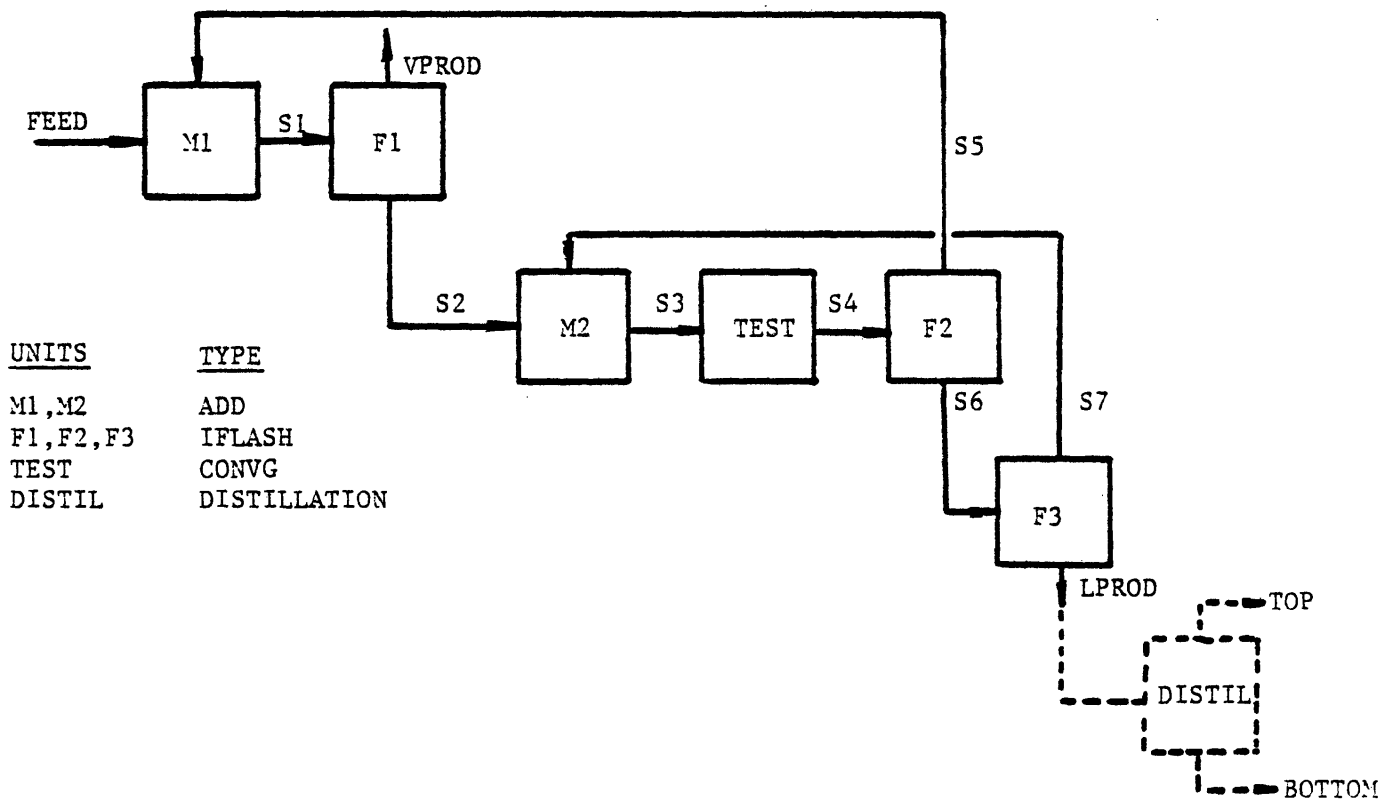 VPROD
FEED
M1
S1
F1
S5
S2
M2
S3
TEST
S4
F2
UNITS TYPE
M1,M2 ADD
F1,F2,F3 IFLASH
TEST CONVG
DISTIL DISTILLATION
S6
S7
F3
LPROD
TOP
DISTIL
BOTTOM